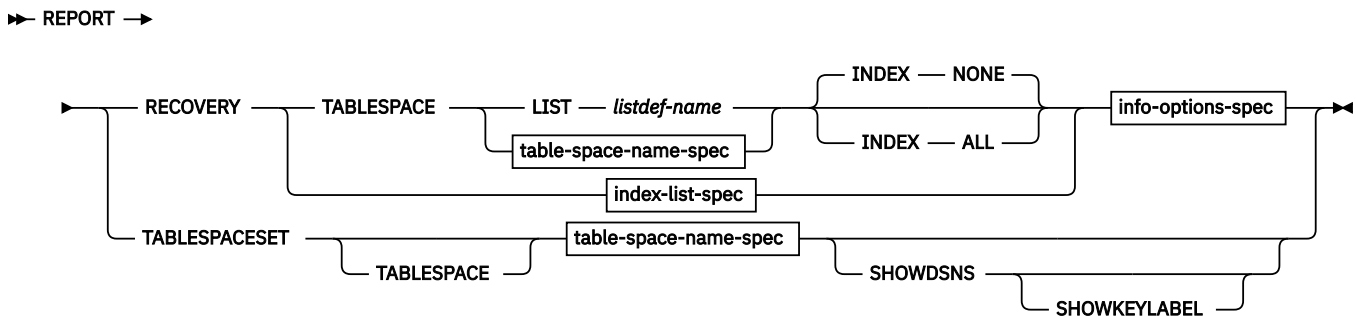 REPORT
INDEX NONE
RECOVERY TABLESPACE LIST listdef-name info-options-spec
INDEX ALL
table-space-name-spec
index-list-spec
TABLESPACESET table-space-name-spec
TABLESPACE SHOWDSNS
SHOWKEYLABEL